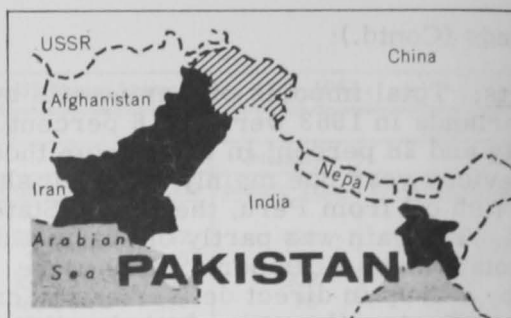 USSR
China
Afghanistan
Nepal
Iran
India
Arabian
Sea
PAKISTAN